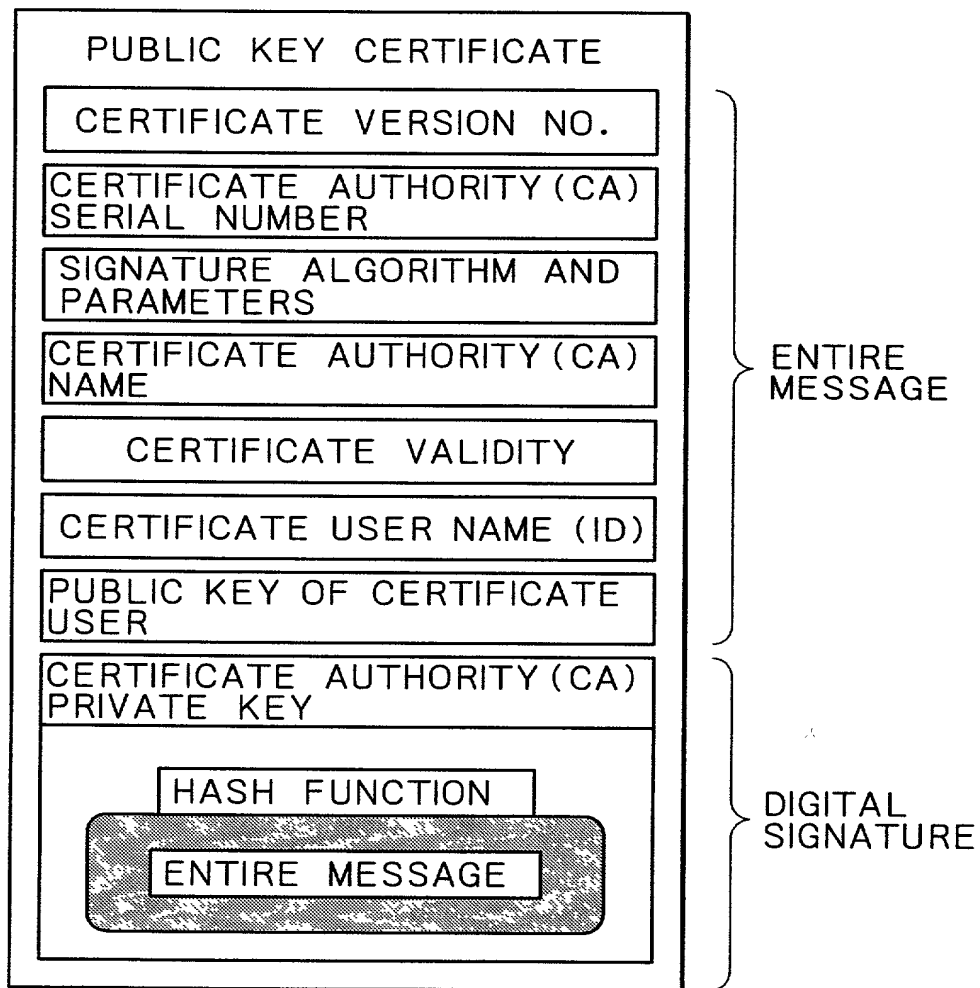 PUBLIC KEY CERTIFICATE
CERTIFICATE VERSION NO.
CERTIFICATE AUTHORITY (CA)
SERIAL NUMBER
SIGNATURE ALGORITHM AND
PARAMETERS
CERTIFICATE AUTHORITY (CA)
NAME
CERTIFICATE VALIDITY
CERTIFICATE USER NAME (ID)
PUBLIC KEY OF CERTIFICATE
USER
ENTIRE
MESSAGE
CERTIFICATE AUTHORITY (CA)
PRIVATE KEY
HASH FUNCTION
ENTIRE MESSAGE
DIGITAL
SIGNATURE